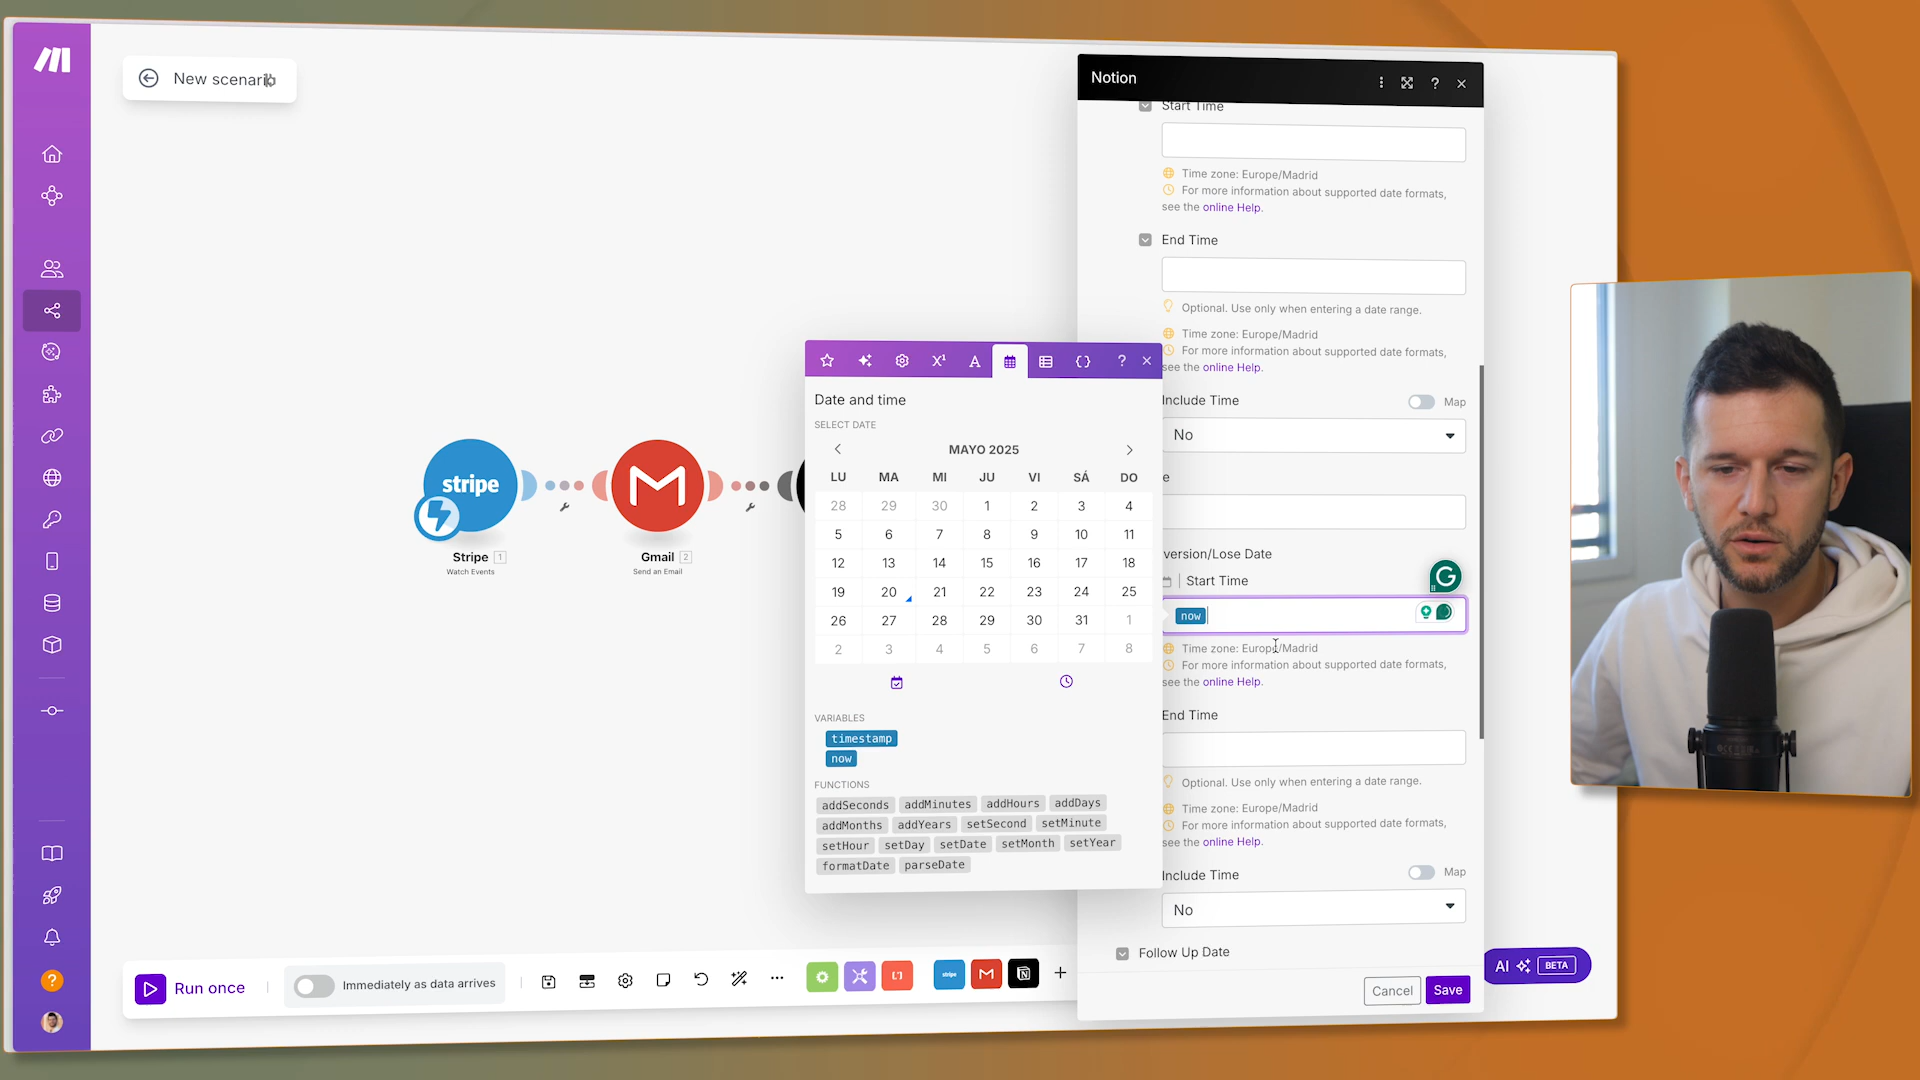 New scenario
Notion
?
Start Time
Time zone: Europe/Madrid
For more information about supported date formats,
see the online Help.
End Time
Optional. Use only when entering a date range.
Time zone: Europe/Madrid
For more information about supported date formats,
see the online Help.
Include Time
Map
No
e
version/Lose Date
Start Time
now
Time zone: Europe/Madrid
For more information about supported date formats,
see the online Help.
End Time
Optional. Use only when entering a date range.
Time zone: Europe/Madrid
For more information about supported date formats,
see the online Help.
Include Time
Map
No
Follow Up Date
Cancel
Save
stripe
Stripe 1
Watch Events
Gmail 2
Send an Email
Date and time
SELECT DATE
MAYO 2025
LU MA MI JU VI SÁ DO
28 29 30 1 2 3 4
5 6 7 8 9 10 11
12 13 14 15 16 17 18
19 20 21 22 23 24 25
26 27 28 29 30 31 1
2 3 4 5 6 7 8
VARIABLES
timestamp
now
FUNCTIONS
addSeconds addMinutes addHours addDays
addMonths addYears setSecond setMinute
setHour setDay setDate setMonth setYear
formatDate parseDate
Run once
Immediately as data arrives
stripe
AI BETA